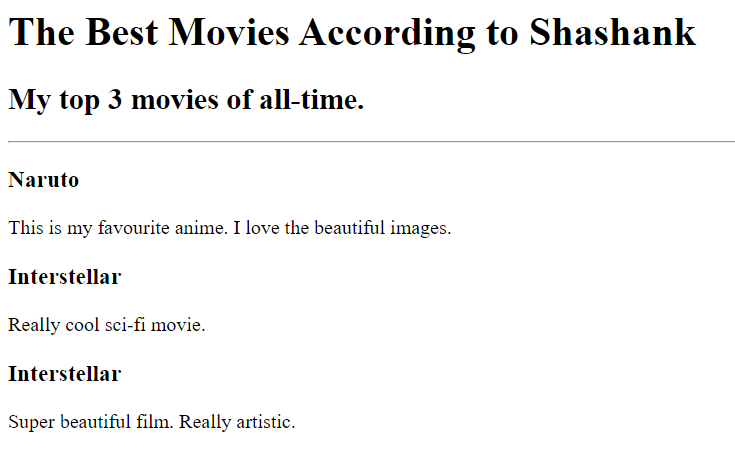 The Best Movies According to Shashank
My top 3 movies of all-time.
Naruto
This is my favourite anime. I love the beautiful images.
Interstellar
Really cool sci-fi movie.
Interstellar
Super beautiful film. Really artistic.